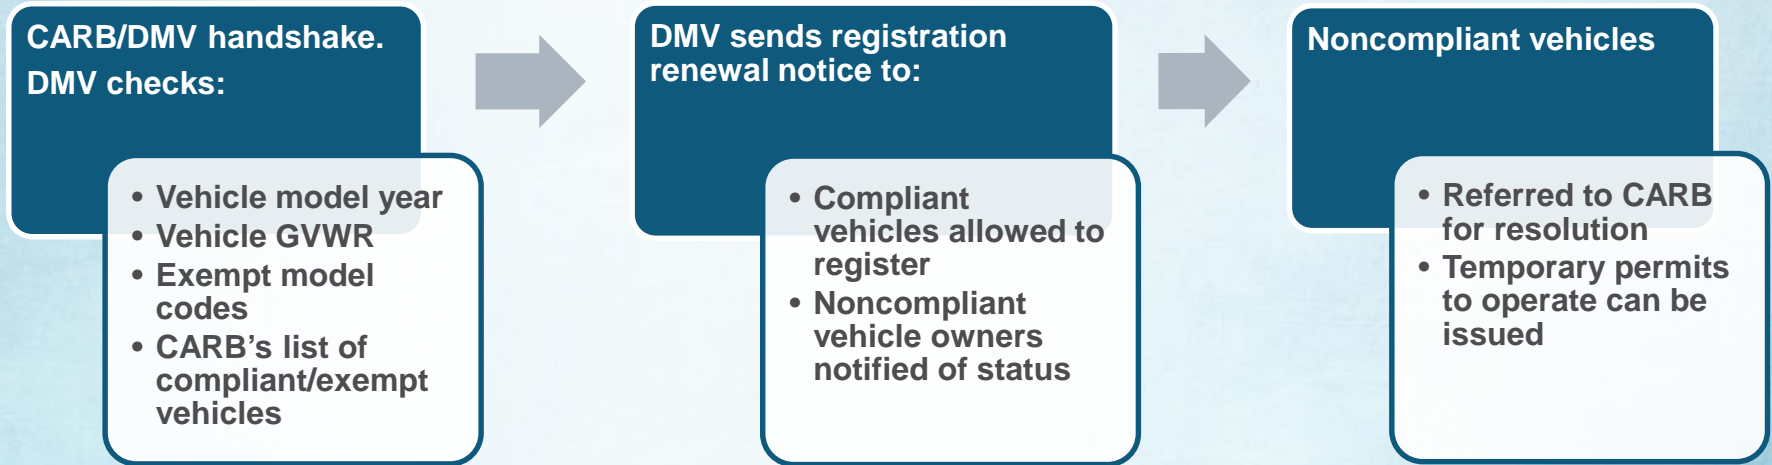 CARB/DMV handshake.
DMV checks:
• Vehicle model year
• Vehicle GVWR
• Exempt model
codes
• CARB’s list of
compliant/exempt
vehicles
DMV sends registration
renewal notice to:
• Compliant
vehicles allowed to
register
• Noncompliant
vehicle owners
notified of status
Noncompliant vehicles
• Referred to CARB
for resolution
• Temporary permits
to operate can be
issued